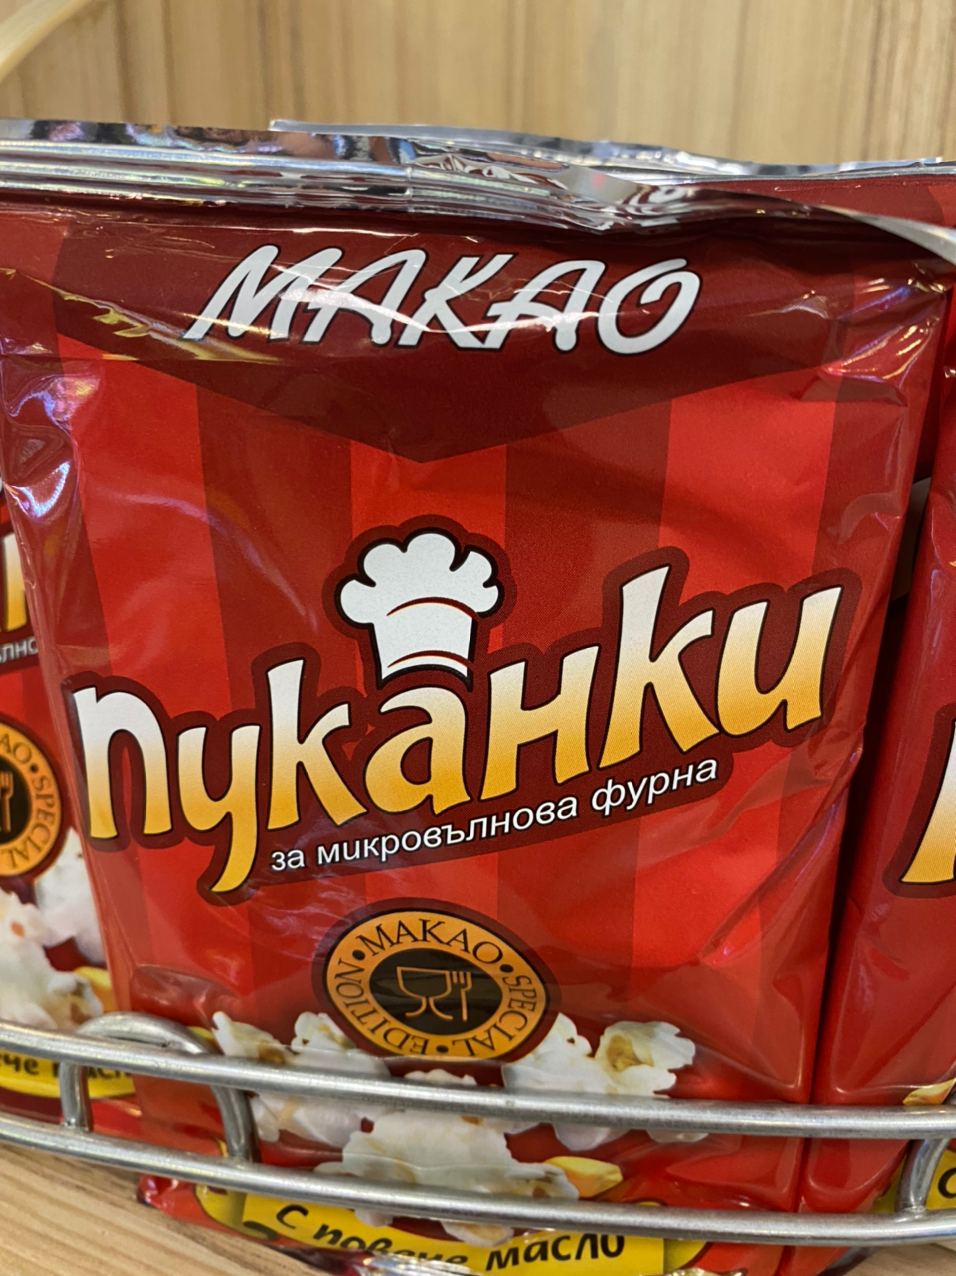 МАКАО
пуканки
за микровълнова фурна
МАКАО • SPECIAL • EDITION •
С повече масло